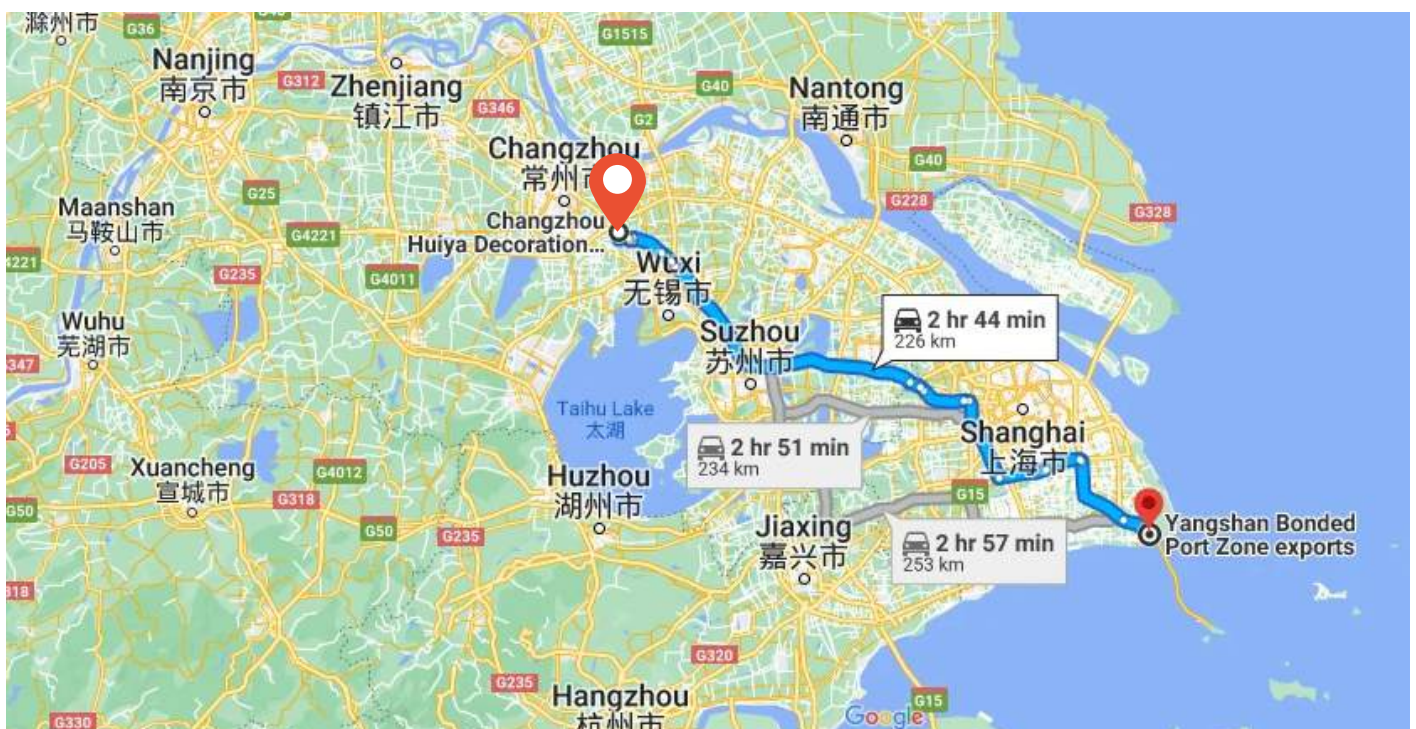 滁州市
G36
G40
G1515
Nanjing
南京市
G312
Zhenjiang
镇江市
G346
G40
Nantong
南通市
G2
Changzhou
常州市
G40
G25
G228
G328
Maanshan
马鞍山市
Changzhou
Huiya Decoration...
G4221
4221
G235
G4011
Wuxi
无锡市
Wuhu
芜湖市
Suzhou
苏州市
2 hr 44 min
226 km
347
Taihu Lake
太湖
Shanghai
上海市
2 hr 51 min
234 km
G205
Xuancheng
宣城市
G4012
G318
Huzhou
湖州市
G15
G50
G50
G235
Jiaxing
嘉兴市
2 hr 57 min
253 km
Yangshan Bonded
Port Zone exports
318
G320
G235
Hangzhou
杭州市
G15
Google
G330